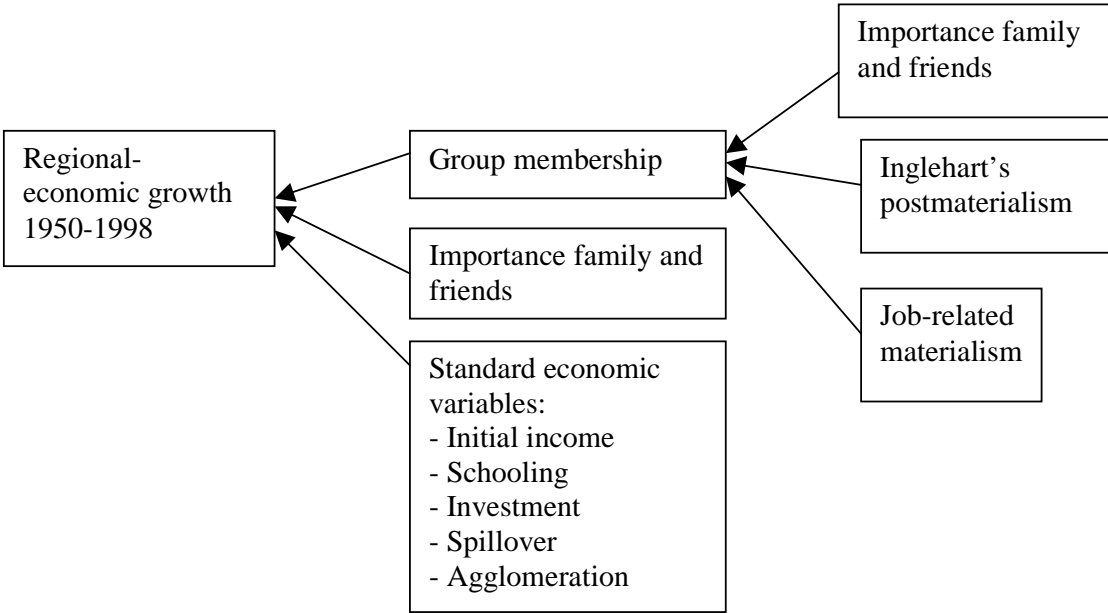 Regional-
economic growth
1950-1998
Group membership
Importance family and
friends
Standard economic
variables:
- Initial income
- Schooling
- Investment
- Spillover
- Agglomeration
Importance family
and friends
Inglehart's
postmaterialism
Job-related
materialism